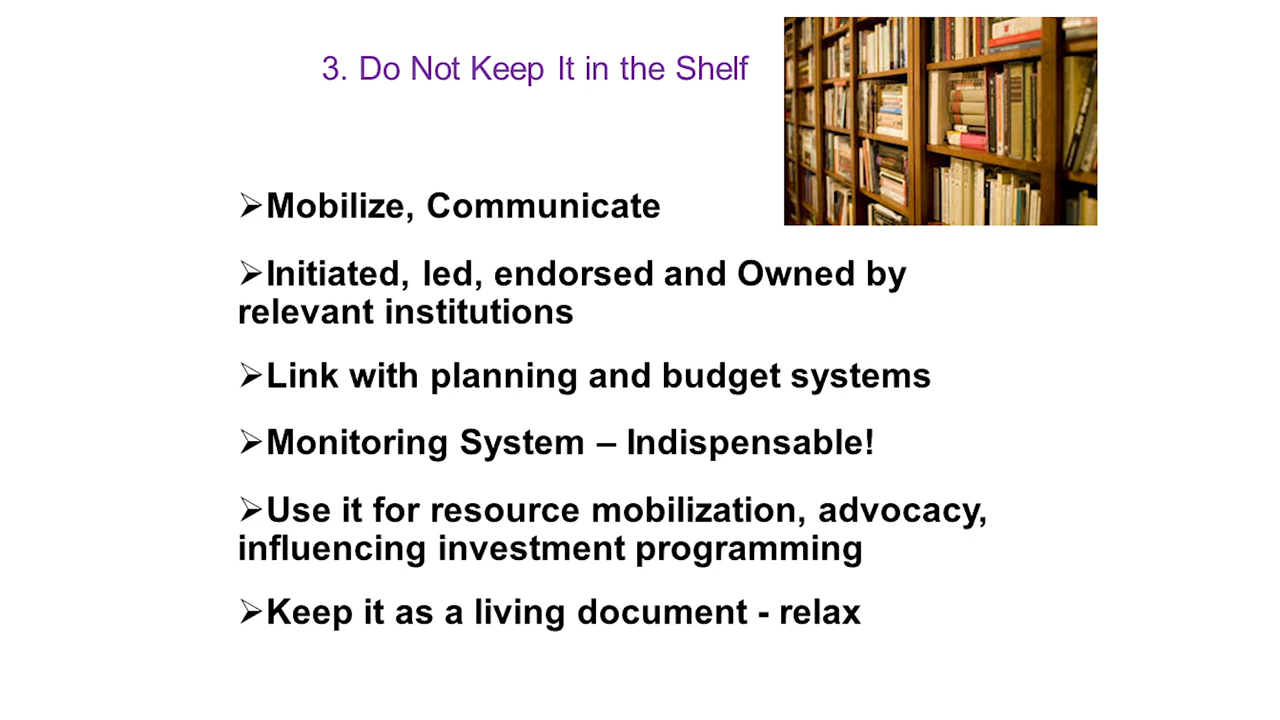 3. Do Not Keep It in the Shelf
➢Mobilize, Communicate
➢Initiated, led, endorsed and Owned by
relevant institutions
➢Link with planning and budget systems
➢Monitoring System – Indispensable!
➢Use it for resource mobilization, advocacy,
influencing investment programming
➢Keep it as a living document - relax